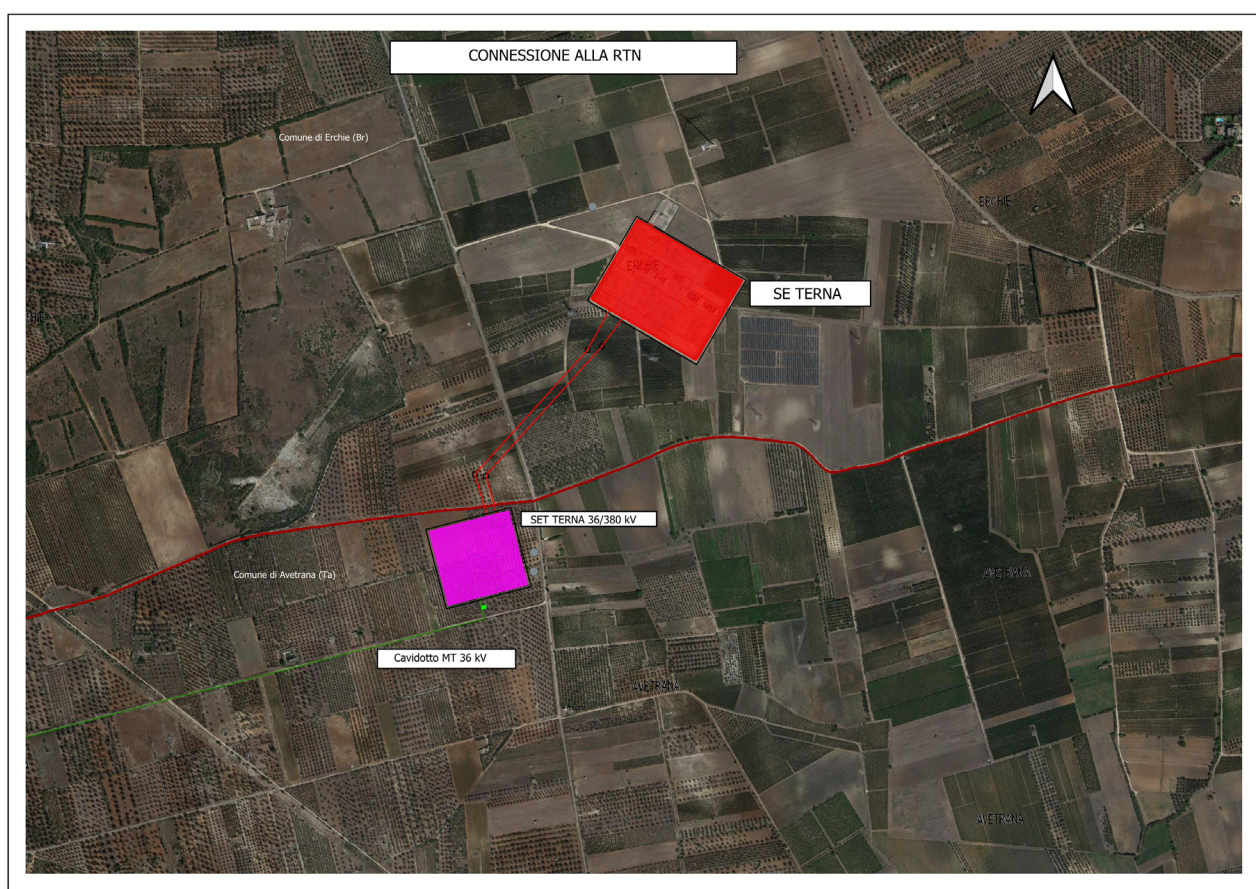 CONNESSIONE ALLA RTN
Comune di Erchie (Br)
ERCHIE
ERCHIE
SE TERNA
SET TERNA 36/380 kV
Comune di Avetrana (Ta)
AVETRANA
Cavidotto MT 36 kV
AVETRANA
AVETRANA